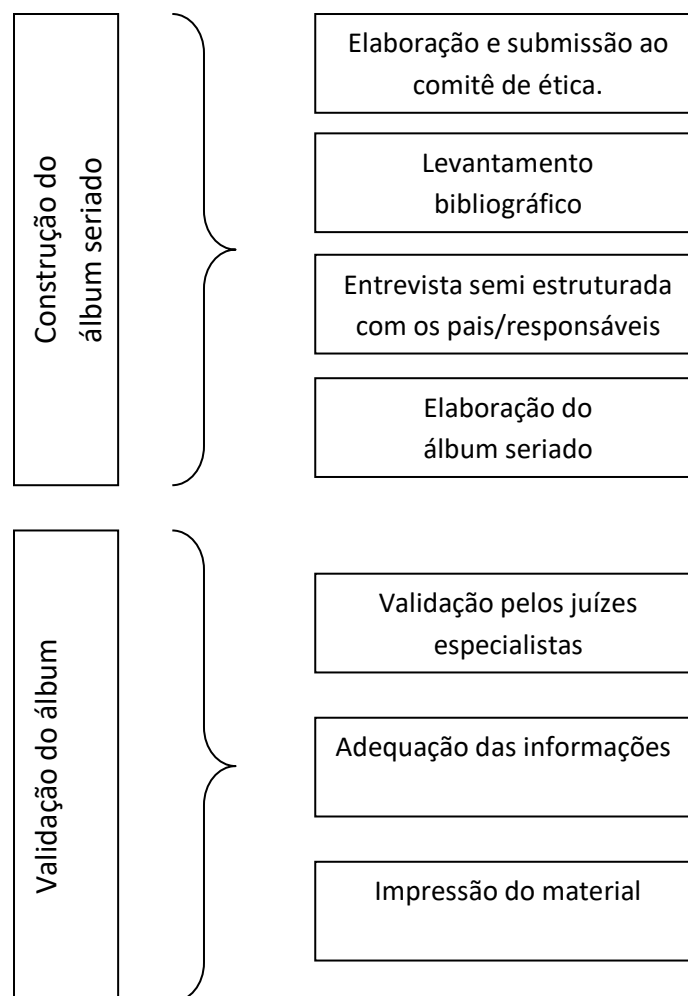 Construção do
álbum seriado
Elaboração e submissão ao
comitê de ética.
Levantamento
bibliográfico
Entrevista semi estruturada
com os pais/responsáveis
Elaboração do
álbum seriado
Validação do álbum
Validação pelos juízes
especialistas
Adequação das informações
Impressão do material